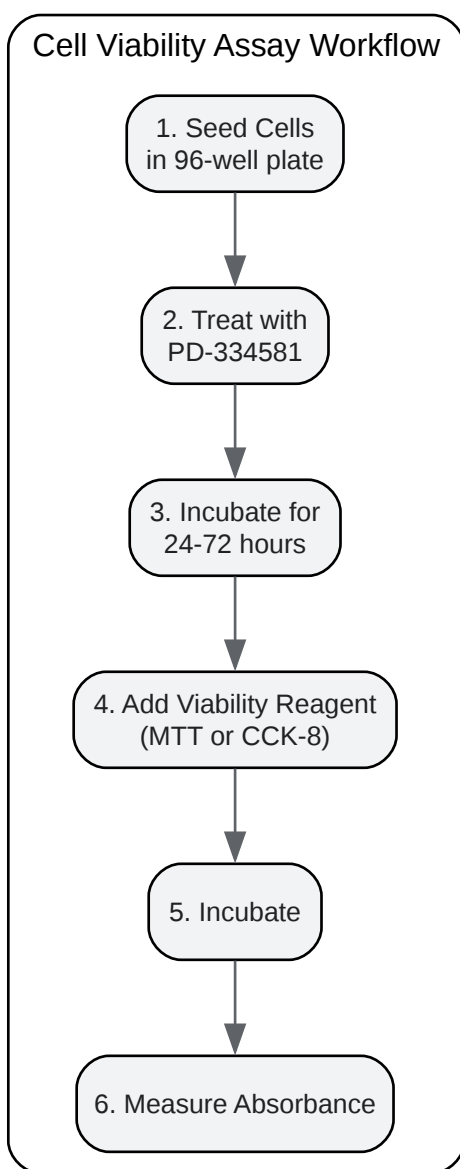 Cell Viability Assay Workflow
1. Seed Cells
in 96-well plate
2. Treat with
PD-334581
3. Incubate for
24-72 hours
4. Add Viability Reagent
(MTT or CCK-8)
5. Incubate
6. Measure Absorbance